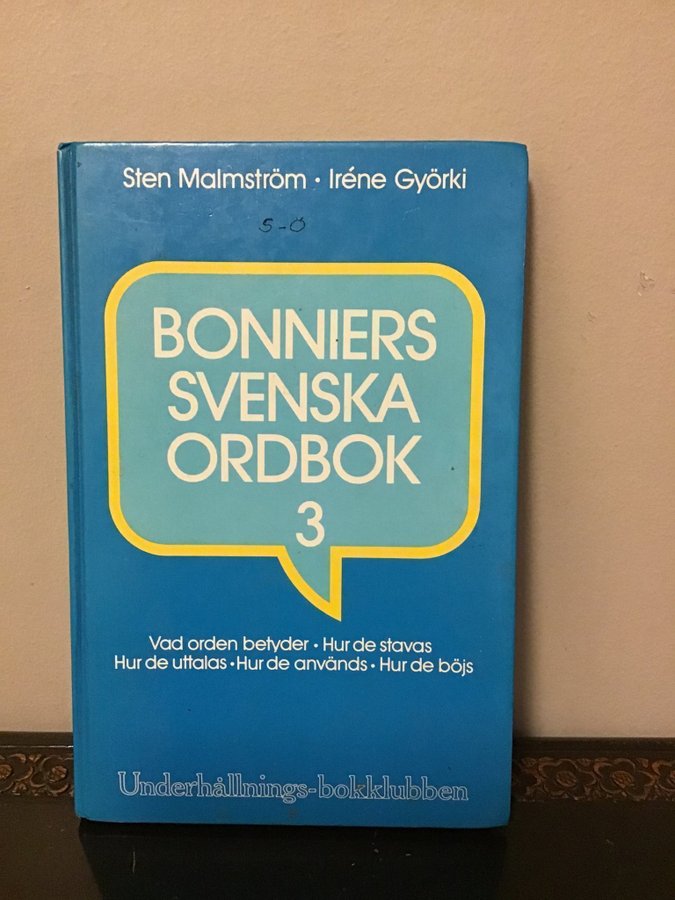 Sten Malmström • Iréne Györki
S-Ö
BONNIERS
SVENSKA
ORDBOK
3
Vad orden betyder • Hur de stavas
Hur de uttalas • Hur de används • Hur de böjs
Underhållnings-bokklubben